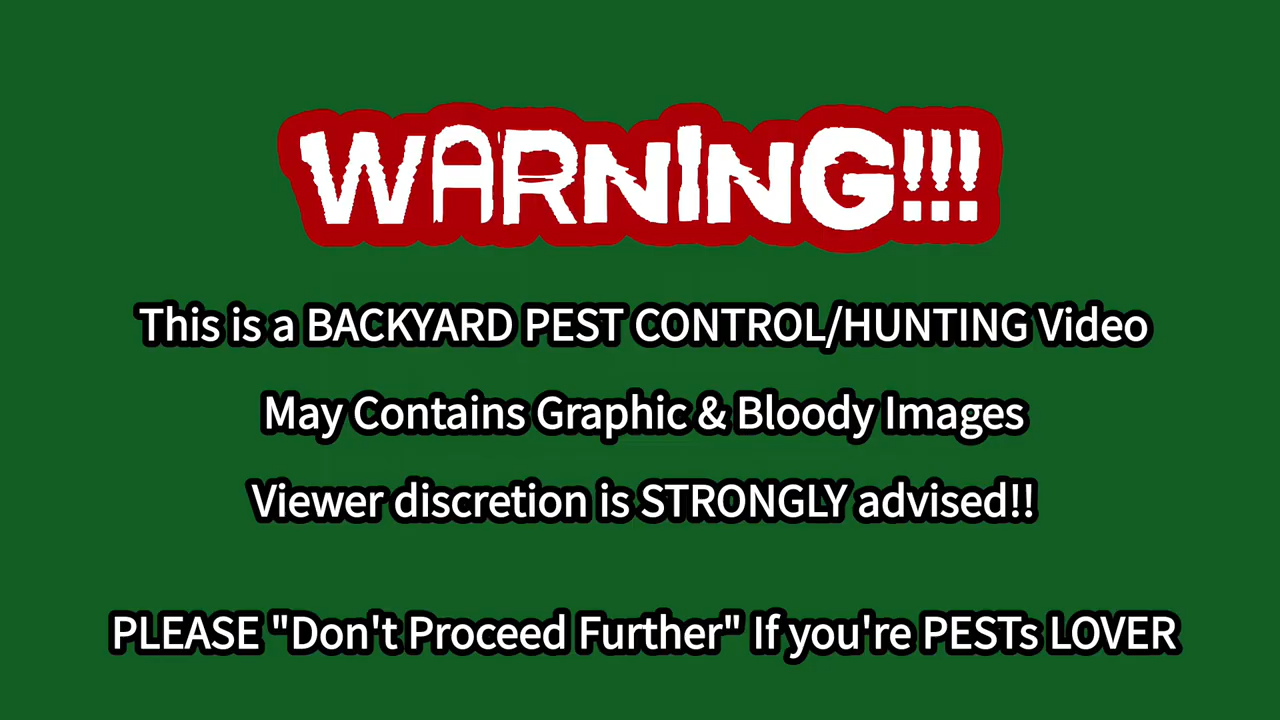 WARNING!!!
This is a BACKYARD PEST CONTROL/HUNTING Video
May Contains Graphic & Bloody Images
Viewer discretion is STRONGLY advised!!
PLEASE "Don't Proceed Further" If you're PESTs LOVER